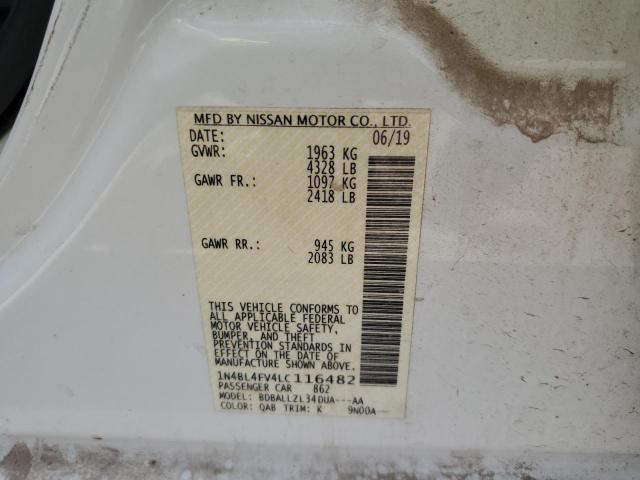 MFD BY NISSAN MOTOR CO., LTD.
DATE: 06/19
GVWR: 1963 KG
4328 LB
GAWR FR.: 1097 KG
2418 LB
GAWR RR.: 945 KG
2083 LB
THIS VEHICLE CONFORMS TO
ALL APPLICABLE FEDERAL
MOTOR VEHICLE SAFETY,
BUMPER, AND THEFT
PREVENTION STANDARDS IN
EFFECT ON THE DATE OF
MANUFACTURE SHOWN ABOVE.
1N4BL4FV4LC116482
PASSENGER CAR 862
MODEL: BDBALLZL34DUA---AA
COLOR: QAB TRIM: K 9N00A-